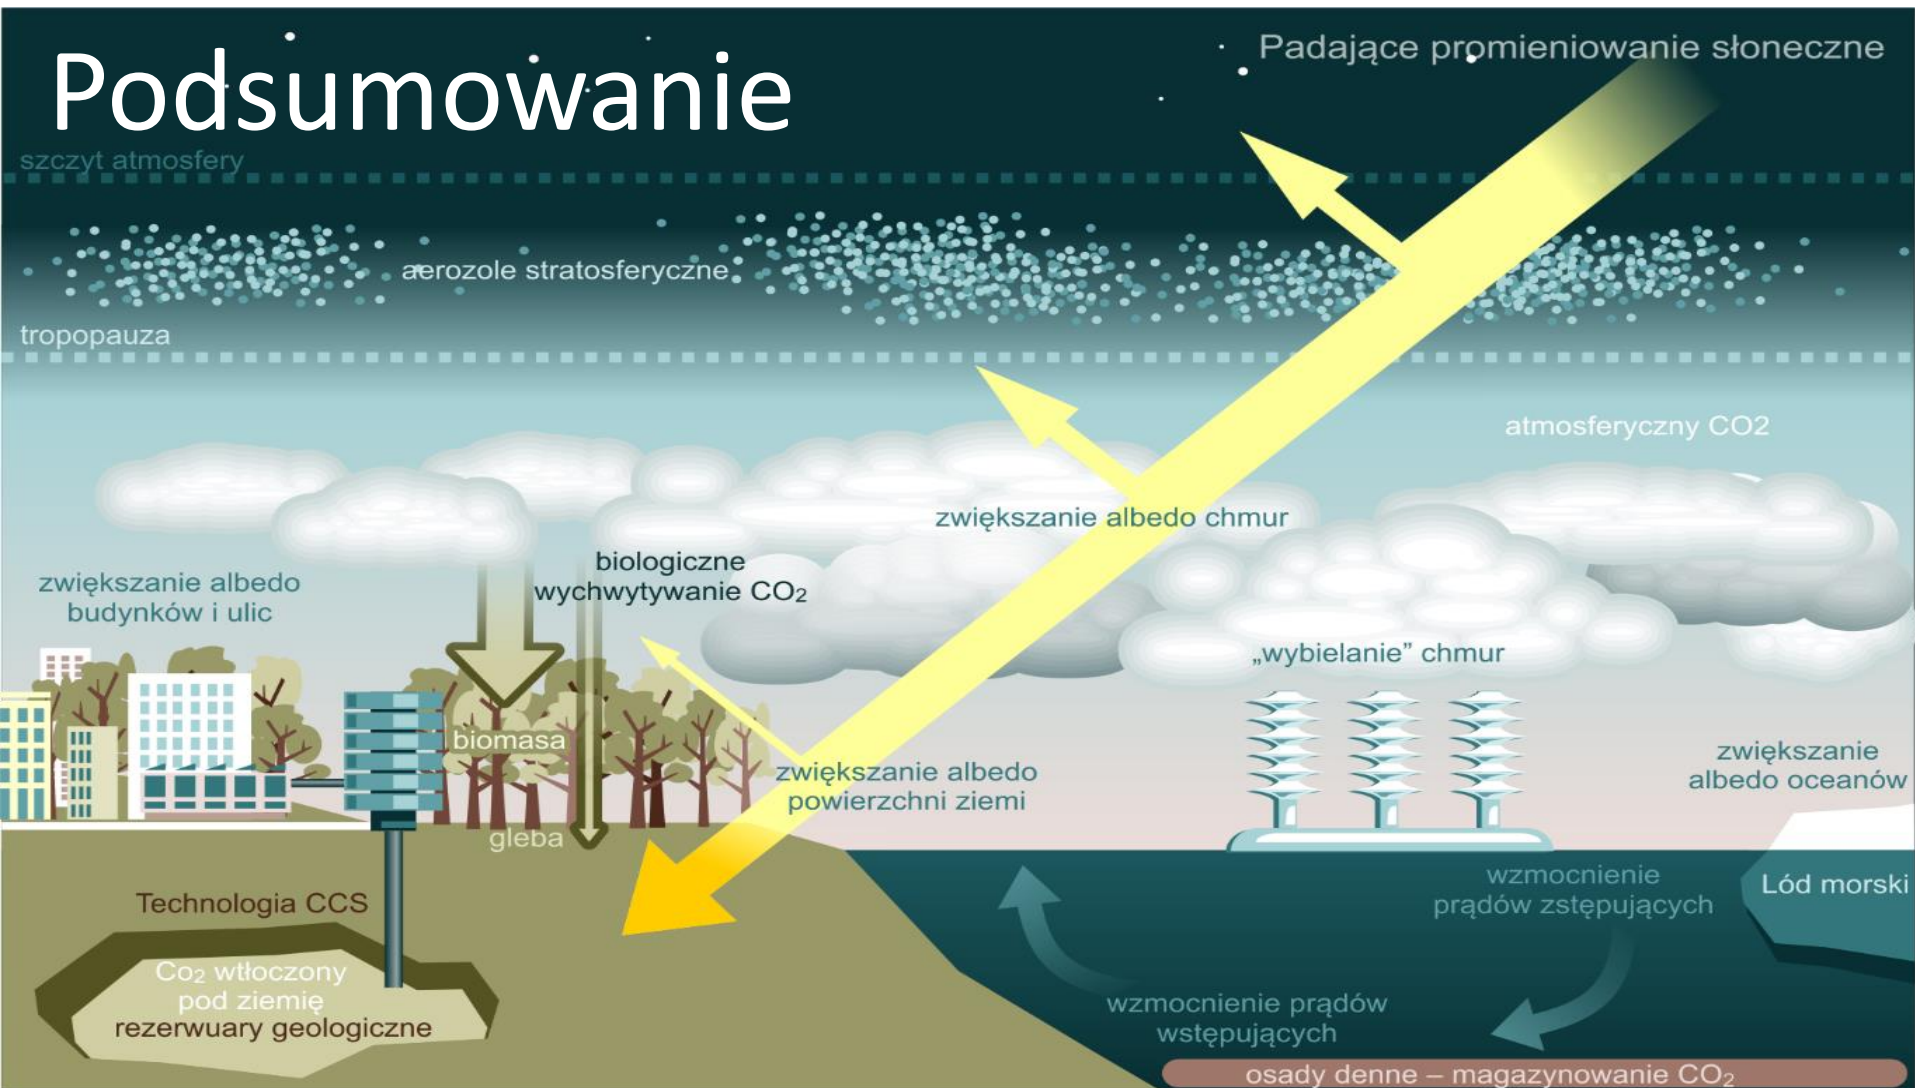 Podsumowanie
Padające promieniowanie słoneczne
szczyt atmosfery
aerozole stratosferyczne
tropopauza
atmosferyczny CO2
zwiększanie albedo chmur
biologiczne
wychwytywanie CO₂
zwiększanie albedo
budynków i ulic
„wybielanie” chmur
biomasa
zwiększanie albedo
powierzchni ziemi
zwiększanie
albedo oceanów
gleba
wzmocnienie
prądów zstępujących
Lód morski
Technologia CCS
Co₂ wtłoczony
pod ziemię
rezerwuary geologiczne
wzmocnienie prądów
wstępujących
osady denne – magazynowanie CO₂